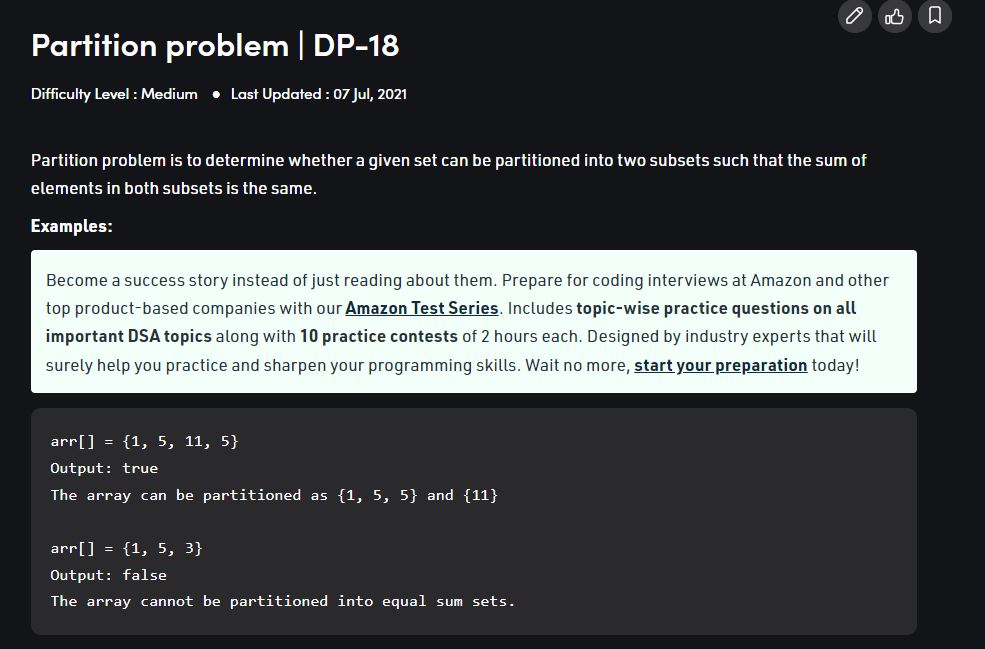 Partition problem | DP-18
Difficulty Level : Medium ● Last Updated : 07 Jul, 2021
Partition problem is to determine whether a given set can be partitioned into two subsets such that the sum of
elements in both subsets is the same.
Examples:
Become a success story instead of just reading about them. Prepare for coding interviews at Amazon and other
top product-based companies with our Amazon Test Series. Includes topic-wise practice questions on all
important DSA topics along with 10 practice contests of 2 hours each. Designed by industry experts that will
surely help you practice and sharpen your programming skills. Wait no more, start your preparation today!
arr[] = {1, 5, 11, 5}
Output: true
The array can be partitioned as {1, 5, 5} and {11}
arr[] = {1, 5, 3}
Output: false
The array cannot be partitioned into equal sum sets.